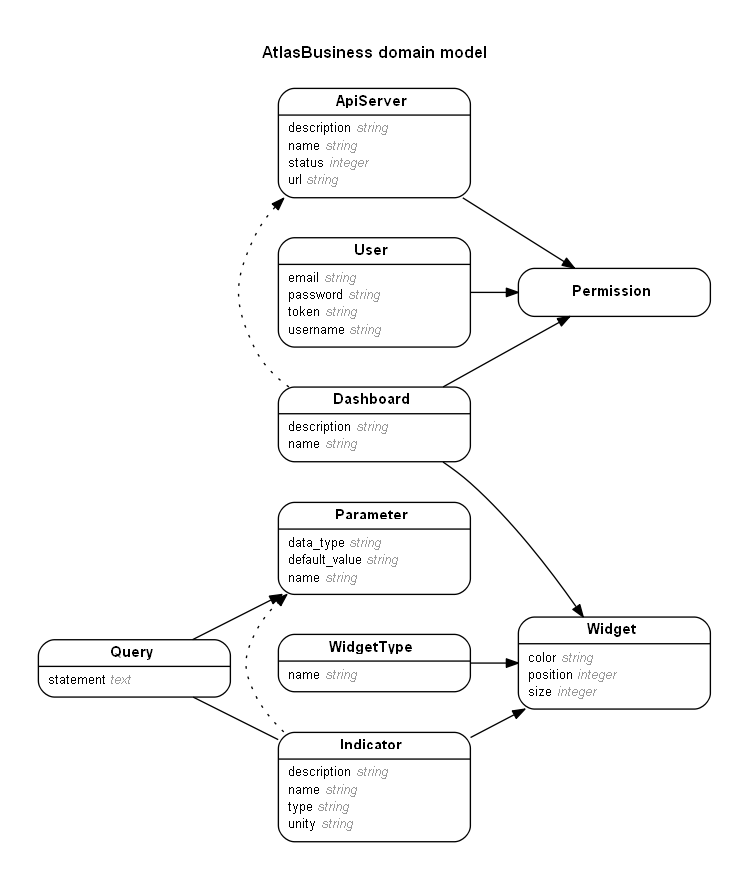 AtlasBusiness domain model
ApiServer
description string
name string
status integer
url string
User
email string
password string
token string
username string
Permission
Dashboard
description string
name string
Parameter
data_type string
default_value string
name string
Query
statement text
WidgetType
name string
Widget
color string
position integer
size integer
Indicator
description string
name string
type string
unity string